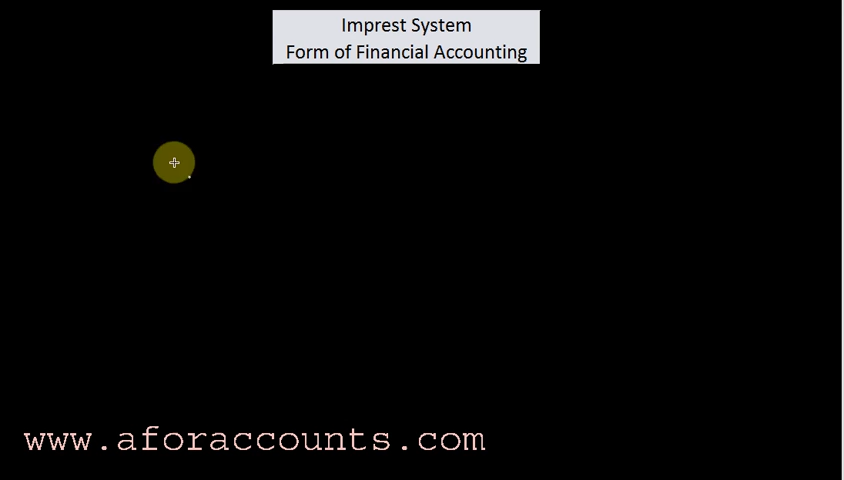 Imprest System
Form of Financial Accounting
www.aforaccounts.com